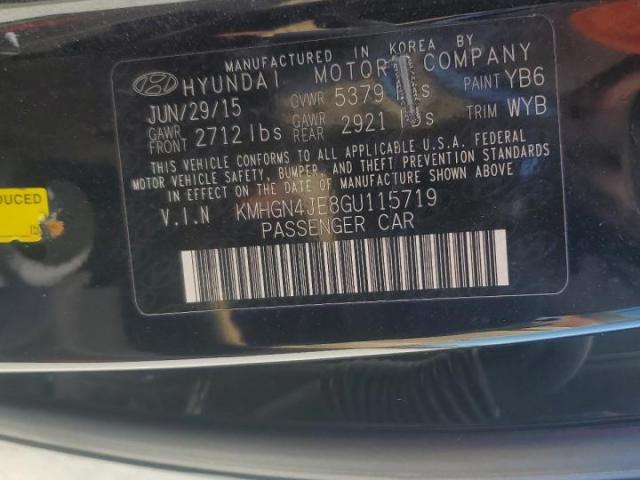 MANUFACTURED IN KOREA BY
HYUNDAI MOTOR COMPANY
JUN/29/15 GVWR 5379 PAINT YB6
GAWR FRONT 2712 lbs GAWR REAR 2921 lbs TRIM WYB
THIS VEHICLE CONFORMS TO ALL APPLICABLE U.S.A. FEDERAL
MOTOR VEHICLE SAFETY, BUMPER, AND THEFT PREVENTION STANDARDS
IN EFFECT ON THE DATE OF MANUFACTURE SHOWN ABOVE.
V.I.N KMHGN4JE8GU115719
PASSENGER CAR
DUCED